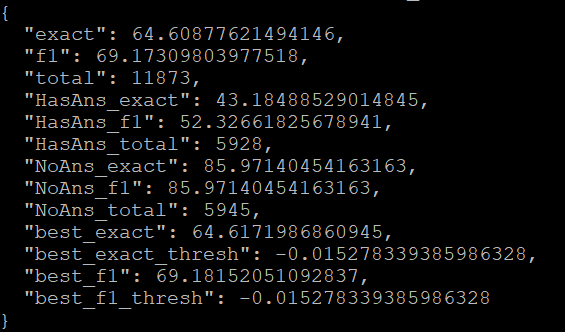 {
"exact": 64.60877621494146,
"f1": 69.17309803977518,
"total": 11873,
"HasAns_exact": 43.18488529014845,
"HasAns_f1": 52.32661825678941,
"HasAns_total": 5928,
"NoAns_exact": 85.97140454163163,
"NoAns_f1": 85.97140454163163,
"NoAns_total": 5945,
"best_exact": 64.6171986860945,
"best_exact_thresh": -0.015278339385986328,
"best_f1": 69.18152051092837,
"best_f1_thresh": -0.015278339385986328
}